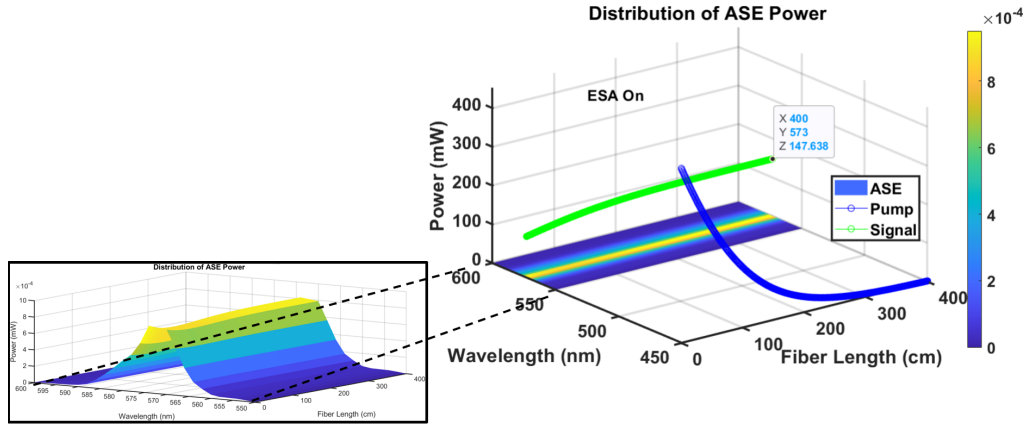 Distribution of ASE Power
×10⁻⁴
ESA On
X 400
Y 573
Z 147.638
ASE
Pump
Signal
Power (mW)
400
300
200
100
0
600
550
500
450
Wavelength (nm)
0
100
200
300
400
Fiber Length (cm)
8
6
4
2
0
Distribution of ASE Power
×10⁻⁴
Power (mW)
10
8
6
4
2
0
600
595
590
585
580
575
570
565
560
555
550
Wavelength (nm)
0
100
200
300
400
Fiber Length (cm)